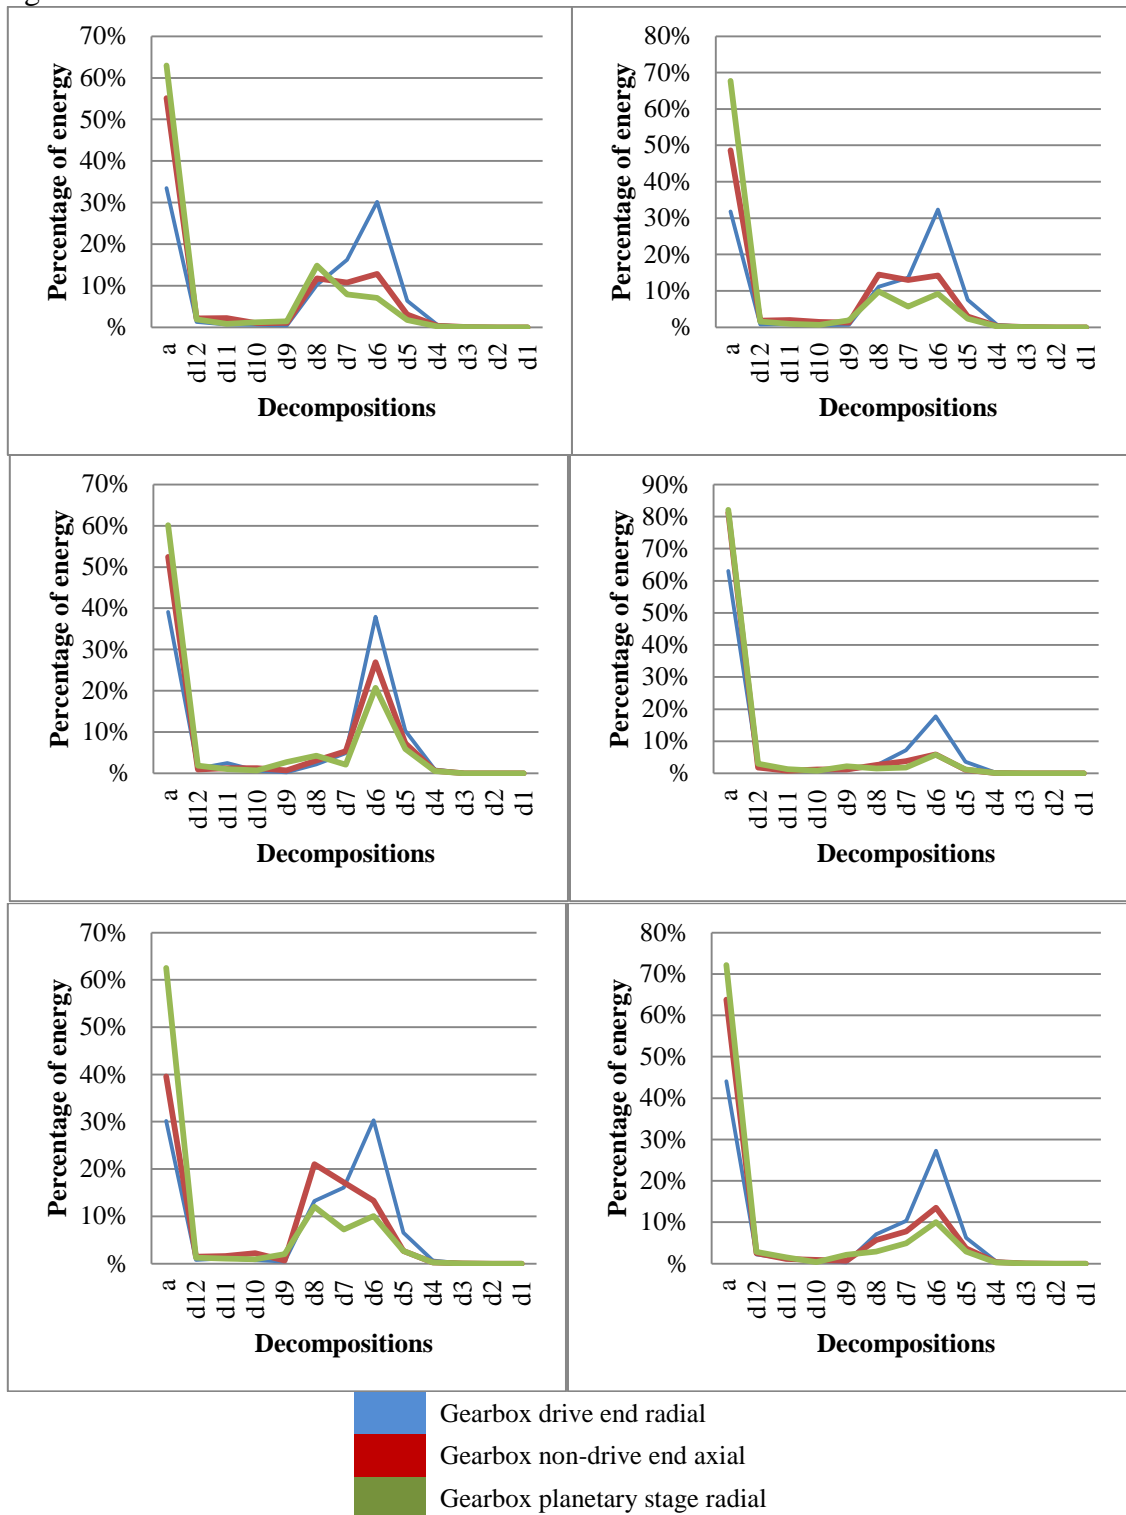 g
70%
60%
50%
40%
30%
20%
10%
%
Percentage of energy
a d12 d11 d10 d9 d8 d7 d6 d5 d4 d3 d2 d1
Decompositions
80%
70%
60%
50%
40%
30%
20%
10%
%
Percentage of energy
a d12 d11 d10 d9 d8 d7 d6 d5 d4 d3 d2 d1
Decompositions
70%
60%
50%
40%
30%
20%
10%
%
Percentage of energy
a d12 d11 d10 d9 d8 d7 d6 d5 d4 d3 d2 d1
Decompositions
90%
80%
70%
60%
50%
40%
30%
20%
10%
%
Percentage of energy
a d12 d11 d10 d9 d8 d7 d6 d5 d4 d3 d2 d1
Decompositions
70%
60%
50%
40%
30%
20%
10%
%
Percentage of energy
a d12 d11 d10 d9 d8 d7 d6 d5 d4 d3 d2 d1
Decompositions
80%
70%
60%
50%
40%
30%
20%
10%
%
Percentage of energy
a d12 d11 d10 d9 d8 d7 d6 d5 d4 d3 d2 d1
Decompositions
Gearbox drive end radial
Gearbox non-drive end axial
Gearbox planetary stage radial